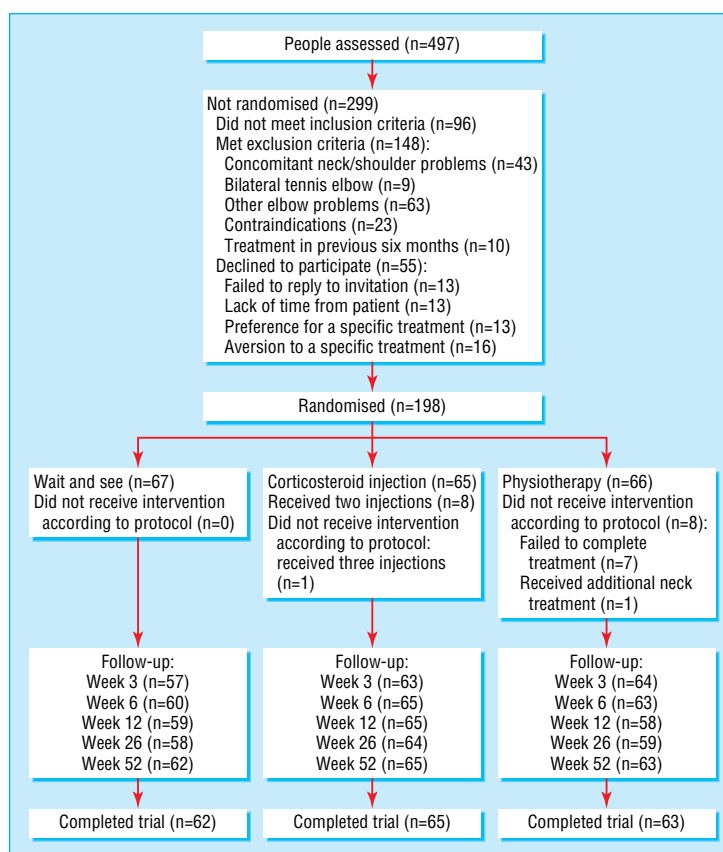 People assessed (n=497)
Not randomised (n=299)
Did not meet inclusion criteria (n=96)
Met exclusion criteria (n=148):
Concomitant neck/shoulder problems (n=43)
Bilateral tennis elbow (n=9)
Other elbow problems (n=63)
Contraindications (n=23)
Treatment in previous six months (n=10)
Declined to participate (n=55):
Failed to reply to invitation (n=13)
Lack of time from patient (n=13)
Preference for a specific treatment (n=13)
Aversion to a specific treatment (n=16)
Randomised (n=198)
Wait and see (n=67)
Did not receive intervention
according to protocol (n=0)
Corticosteroid injection (n=65)
Received two injections (n=8)
Did not receive intervention
according to protocol:
received three injections
(n=1)
Physiotherapy (n=66)
Did not receive intervention
according to protocol (n=8):
Failed to complete
treatment (n=7)
Received additional neck
treatment (n=1)
Follow-up:
Week 3 (n=57)
Week 6 (n=60)
Week 12 (n=59)
Week 26 (n=58)
Week 52 (n=62)
Follow-up:
Week 3 (n=63)
Week 6 (n=65)
Week 12 (n=65)
Week 26 (n=64)
Week 52 (n=65)
Follow-up:
Week 3 (n=64)
Week 6 (n=63)
Week 12 (n=58)
Week 26 (n=59)
Week 52 (n=63)
Completed trial (n=62)
Completed trial (n=65)
Completed trial (n=63)